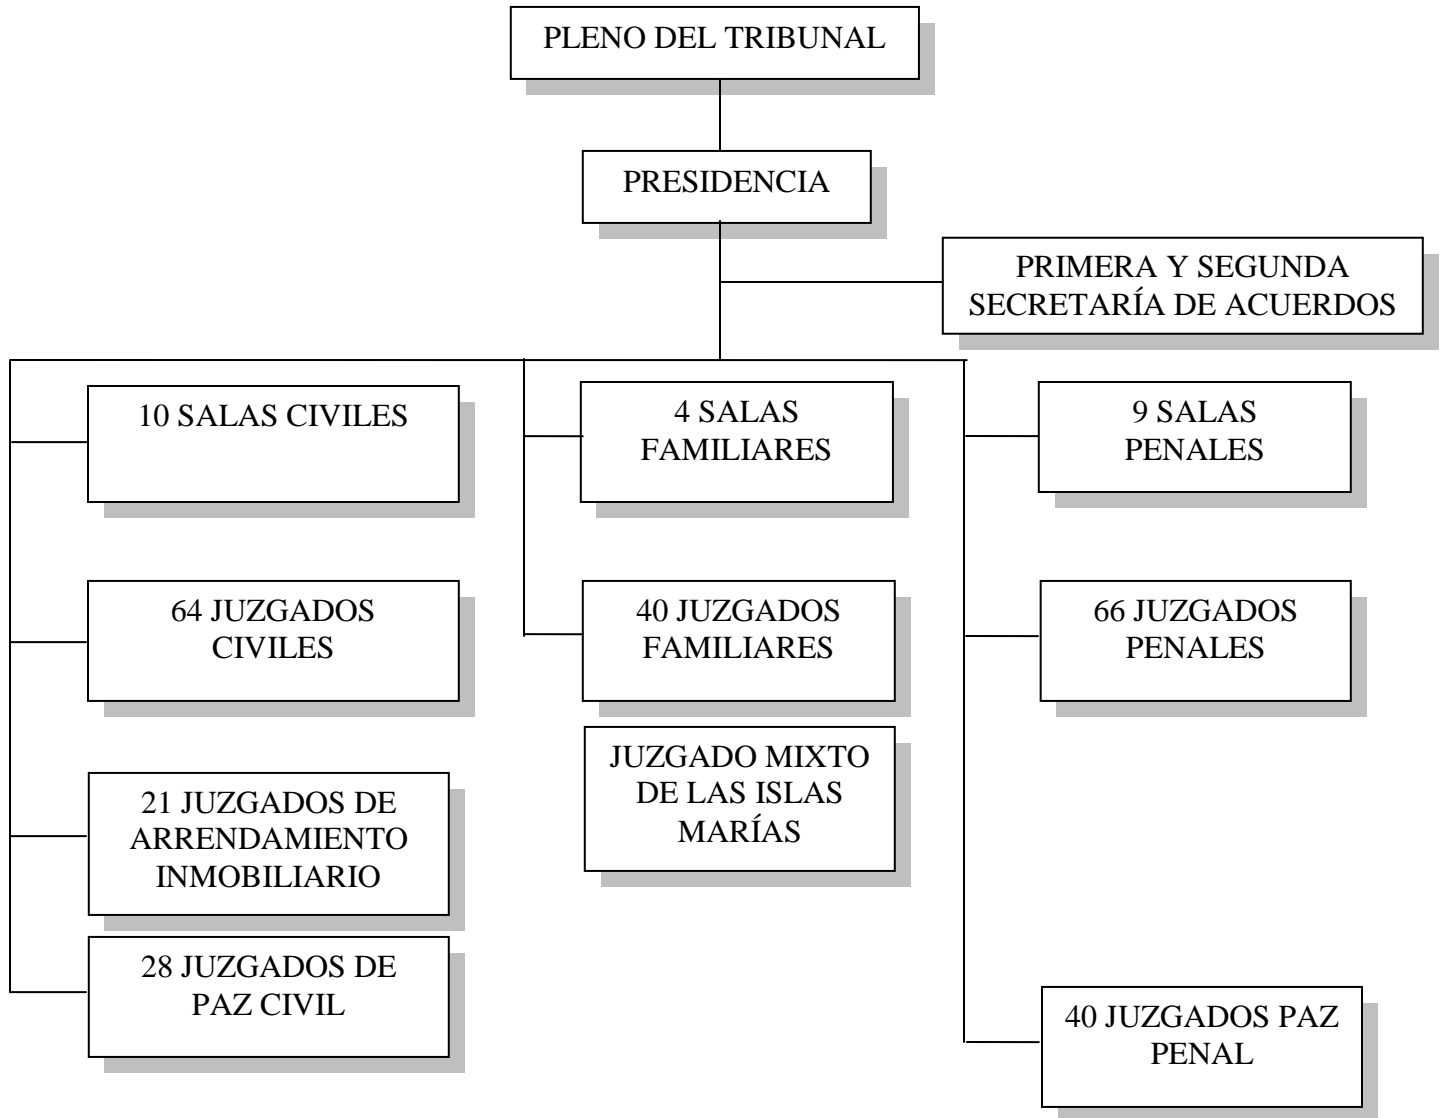 PLENO DEL TRIBUNAL
PRESIDENCIA
PRIMERA Y SEGUNDA
SECRETARÍA DE ACUERDOS
10 SALAS CIVILES
4 SALAS
FAMILIARES
9 SALAS
PENALES
64 JUZGADOS
CIVILES
40 JUZGADOS
FAMILIARES
66 JUZGADOS
PENALES
JUZGADO MIXTO
DE LAS ISLAS
MARÍAS
21 JUZGADOS DE
ARRENDAMIENTO
INMOBILIARIO
28 JUZGADOS DE
PAZ CIVIL
40 JUZGADOS PAZ
PENAL